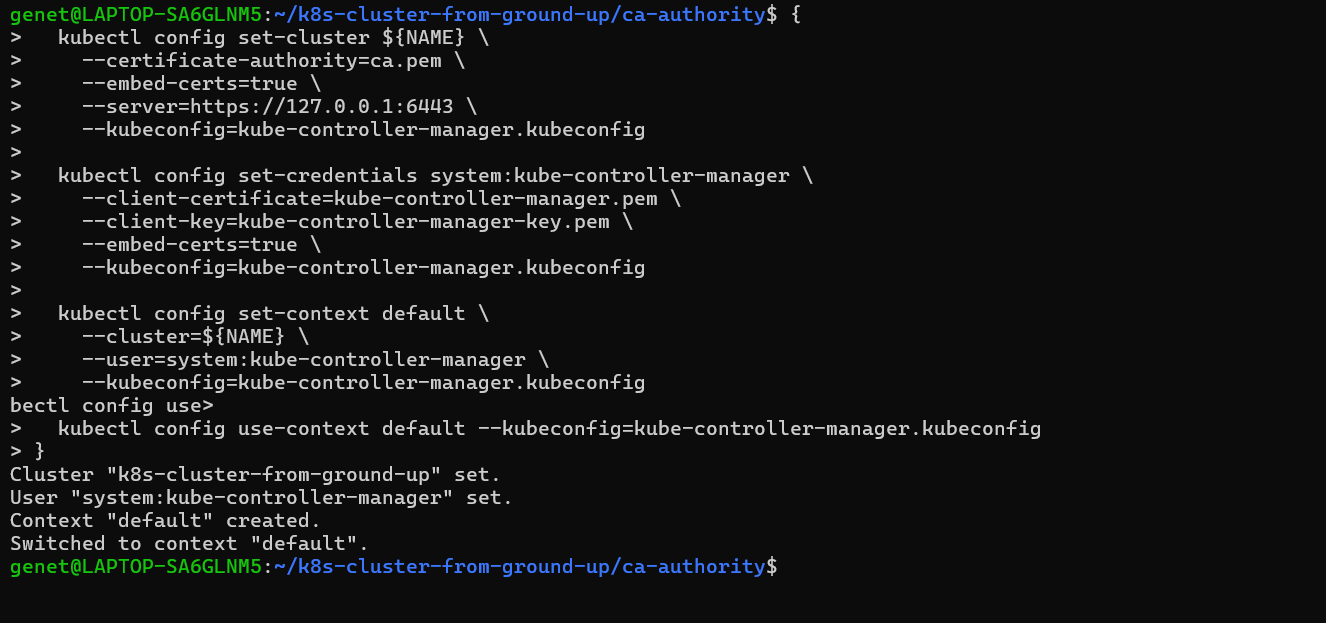 genet@LAPTOP-SA6GLNM5:~/k8s-cluster-from-ground-up/ca-authority$ {
>   kubectl config set-cluster ${NAME} \
>     --certificate-authority=ca.pem \
>     --embed-certs=true \
>     --server=https://127.0.0.1:6443 \
>     --kubeconfig=kube-controller-manager.kubeconfig
>
>   kubectl config set-credentials system:kube-controller-manager \
>     --client-certificate=kube-controller-manager.pem \
>     --client-key=kube-controller-manager-key.pem \
>     --embed-certs=true \
>     --kubeconfig=kube-controller-manager.kubeconfig
>
>   kubectl config set-context default \
>     --cluster=${NAME} \
>     --user=system:kube-controller-manager \
>     --kubeconfig=kube-controller-manager.kubeconfig
bectl config use>
>   kubectl config use-context default --kubeconfig=kube-controller-manager.kubeconfig
> }
Cluster "k8s-cluster-from-ground-up" set.
User "system:kube-controller-manager" set.
Context "default" created.
Switched to context "default".
genet@LAPTOP-SA6GLNM5:~/k8s-cluster-from-ground-up/ca-authority$